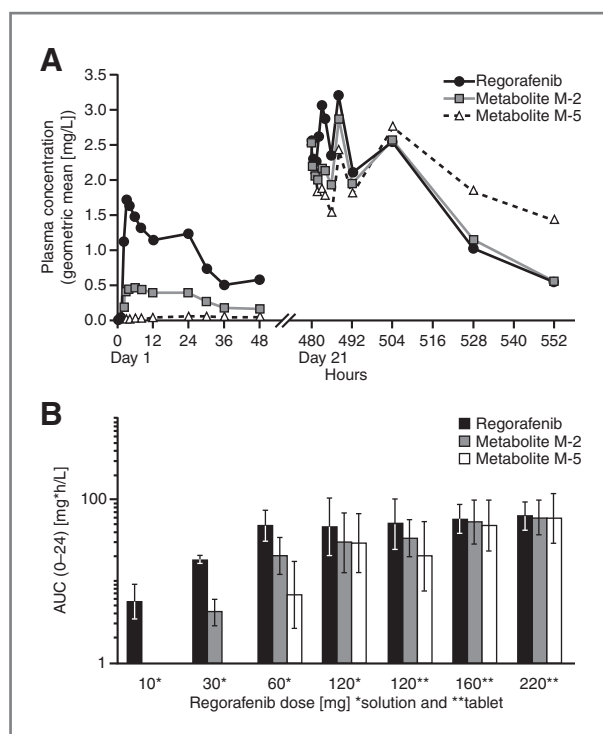 A
Regorafenib
Metabolite M-2
Metabolite M-5
Plasma concentration
(geometric mean [mg/L])
3.5
3.0
2.5
2.0
1.5
1.0
0.5
0.0
0 12 24 36 48 480 492 504 516 528 540 552
Day 1 Day 21
Hours
B
Regorafenib
Metabolite M-2
Metabolite M-5
AUC (0–24) [mg*h/L]
100
1
10* 30* 60* 120* 120** 160** 220**
Regorafenib dose [mg] *solution and **tablet